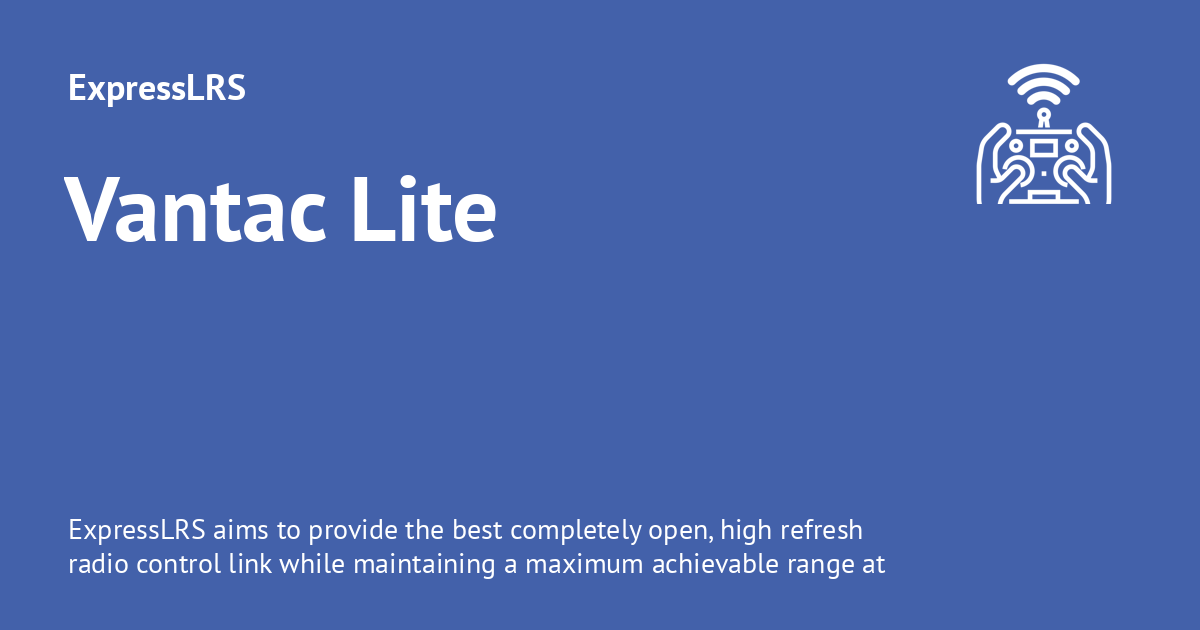 ExpressLRS
Vantac Lite
ExpressLRS aims to provide the best completely open, high refresh
radio control link while maintaining a maximum achievable range at